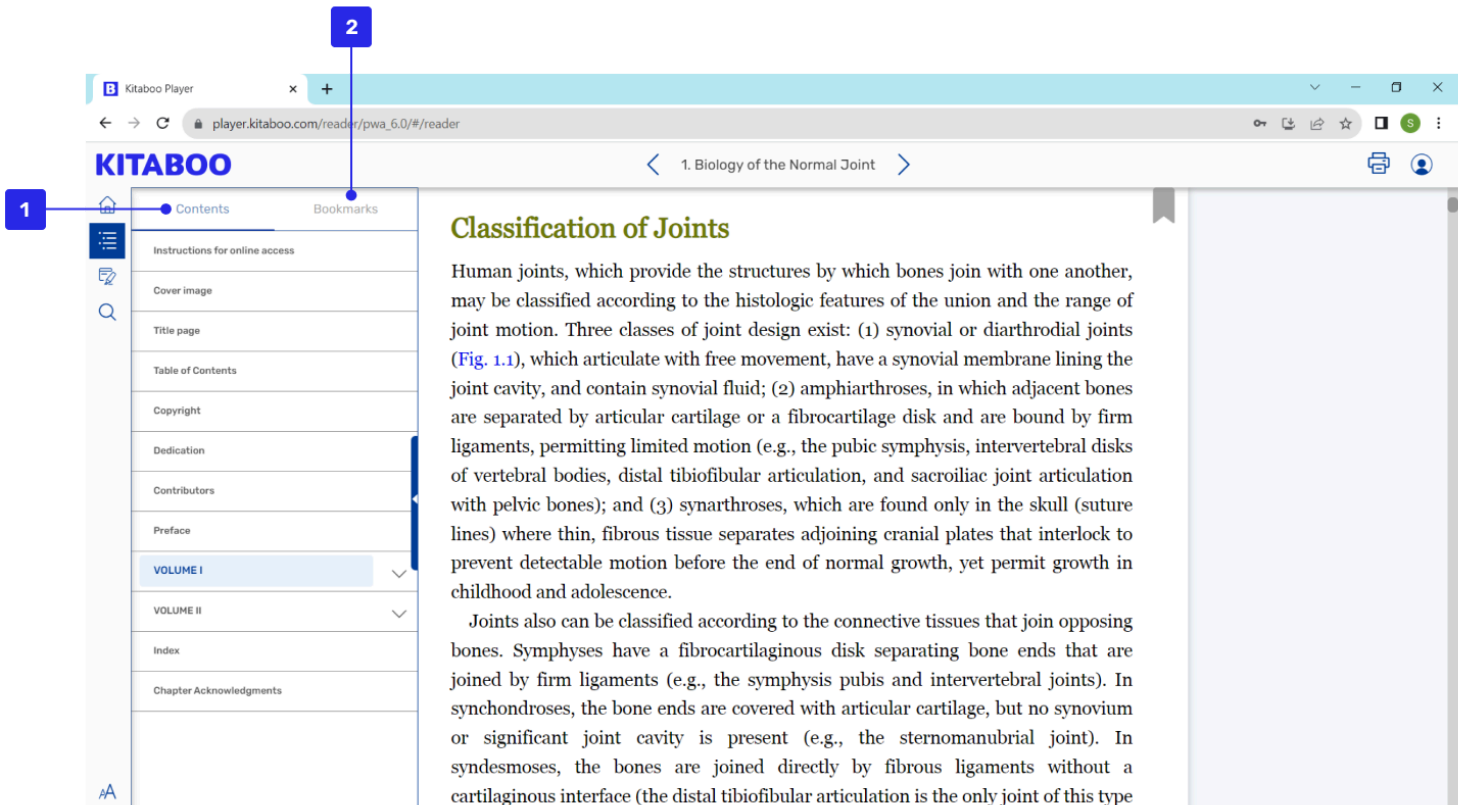 2
Kitaboo Player
player.kitaboo.com/reader/pwa_6.0/#/reader
S
KITABOO
1. Biology of the Normal Joint
1
Contents
Bookmarks
Instructions for online access
Cover image
Title page
Table of Contents
Copyright
Dedication
Contributors
Preface
VOLUME I
VOLUME II
Index
Chapter Acknowledgments
AA
Classification of Joints
Human joints, which provide the structures by which bones join with one another,
may be classified according to the histologic features of the union and the range of
joint motion. Three classes of joint design exist: (1) synovial or diarthrodial joints
(Fig. 1.1), which articulate with free movement, have a synovial membrane lining the
joint cavity, and contain synovial fluid; (2) amphiarthroses, in which adjacent bones
are separated by articular cartilage or a fibrocartilage disk and are bound by firm
ligaments, permitting limited motion (e.g., the pubic symphysis, intervertebral disks
of vertebral bodies, distal tibiofibular articulation, and sacroiliac joint articulation
with pelvic bones); and (3) synarthroses, which are found only in the skull (suture
lines) where thin, fibrous tissue separates adjoining cranial plates that interlock to
prevent detectable motion before the end of normal growth, yet permit growth in
childhood and adolescence.
Joints also can be classified according to the connective tissues that join opposing
bones. Symphyses have a fibrocartilaginous disk separating bone ends that are
joined by firm ligaments (e.g., the symphysis pubis and intervertebral joints). In
synchondroses, the bone ends are covered with articular cartilage, but no synovium
or significant joint cavity is present (e.g., the sternomanubrial joint). In
syndesmoses, the bones are joined directly by fibrous ligaments without a
cartilaginous interface (the distal tibiofibular articulation is the only joint of this type